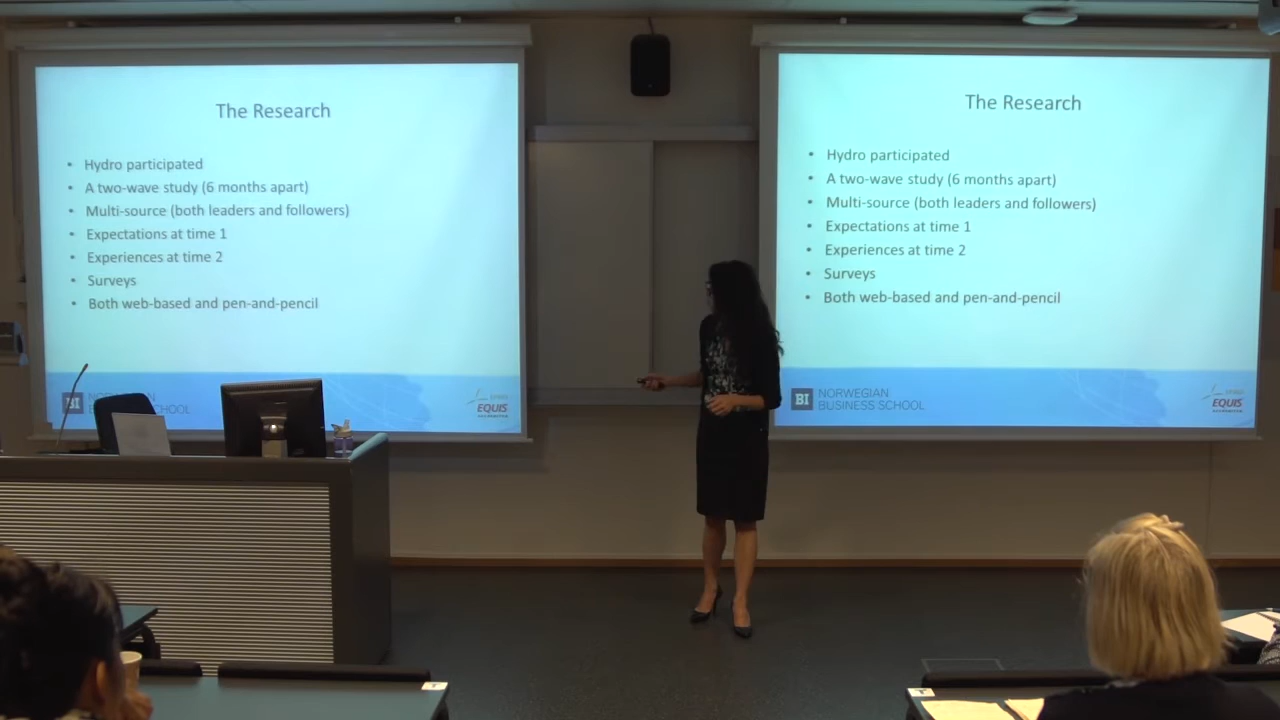 The Research
• Hydro participated
• A two-wave study (6 months apart)
• Multi-source (both leaders and followers)
• Expectations at time 1
• Experiences at time 2
• Surveys
• Both web-based and pen-and-pencil
BI
SCHOOL
EQUIS
The Research
• Hydro participated
• A two-wave study (6 months apart)
• Multi-source (both leaders and followers)
• Expectations at time 1
• Experiences at time 2
• Surveys
• Both web-based and pen-and-pencil
BI NORWEGIAN
BUSINESS SCHOOL
EQUIS